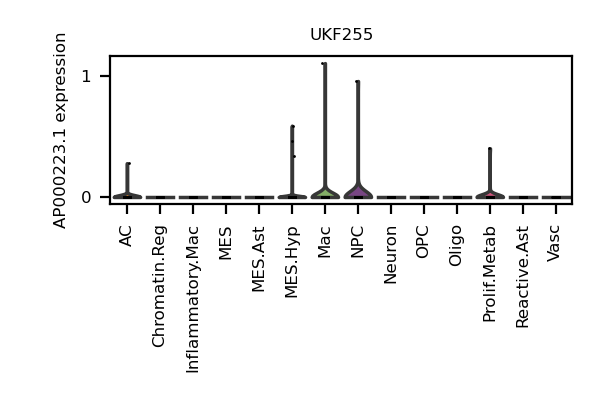 UKF255
AP000223.1 expression
1
0
AC
Chromatin.Reg
Inflammatory.Mac
MES
MES.Ast
MES.Hyp
Mac
NPC
Neuron
OPC
Oligo
Prolif.Metab
Reactive.Ast
Vasc